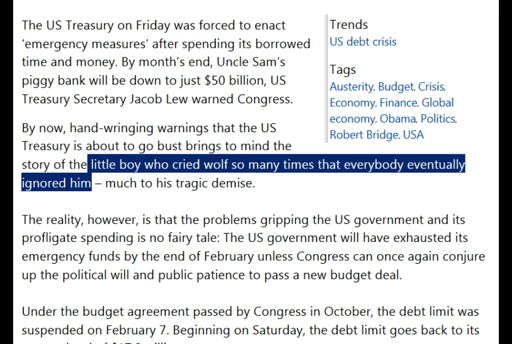 The US Treasury on Friday was forced to enact
'emergency measures' after spending its borrowed
time and money. By month's end, Uncle Sam's
piggy bank will be down to just $50 billion, US
Treasury Secretary Jacob Lew warned Congress.
By now, hand-wringing warnings that the US
Treasury is about to go bust brings to mind the
story of the little boy who cried wolf so many times that everybody eventually
ignored him – much to his tragic demise.
The reality, however, is that the problems gripping the US government and its
profligate spending is no fairy tale: The US government will have exhausted its
emergency funds by the end of February unless Congress can once again conjure
up the political will and public patience to pass a new budget deal.
Under the budget agreement passed by Congress in October, the debt limit was
suspended on February 7. Beginning on Saturday, the debt limit goes back to its
Trends
US debt crisis
Tags
Austerity, Budget, Crisis,
Economy, Finance, Global
economy, Obama, Politics,
Robert Bridge, USA